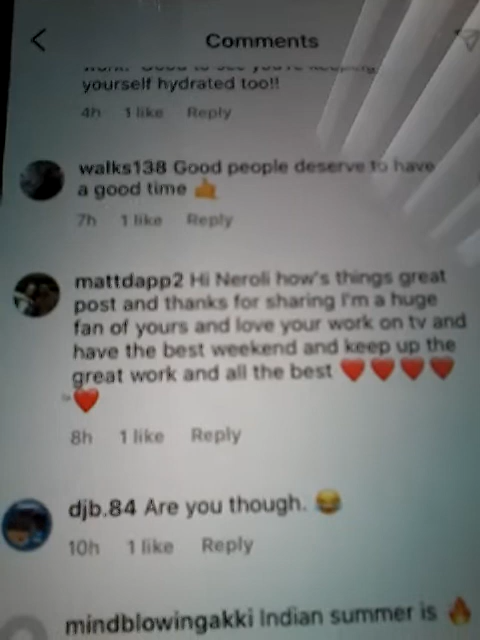 Comments
yourself hydrated too!!
4h 1 like Reply
walks138 Good people deserve to have
a good time 🤙
7h 1 like Reply
mattdapp2 Hi Neroli how's things great
post and thanks for sharing I'm a huge
fan of yours and love your work on tv and
have the best weekend and keep up the
great work and all the best ❤️❤️❤️❤️
❤️
8h 1 like Reply
djb.84 Are you though. 😂
10h 1 like Reply
mindblowingakki Indian summer is 🔥